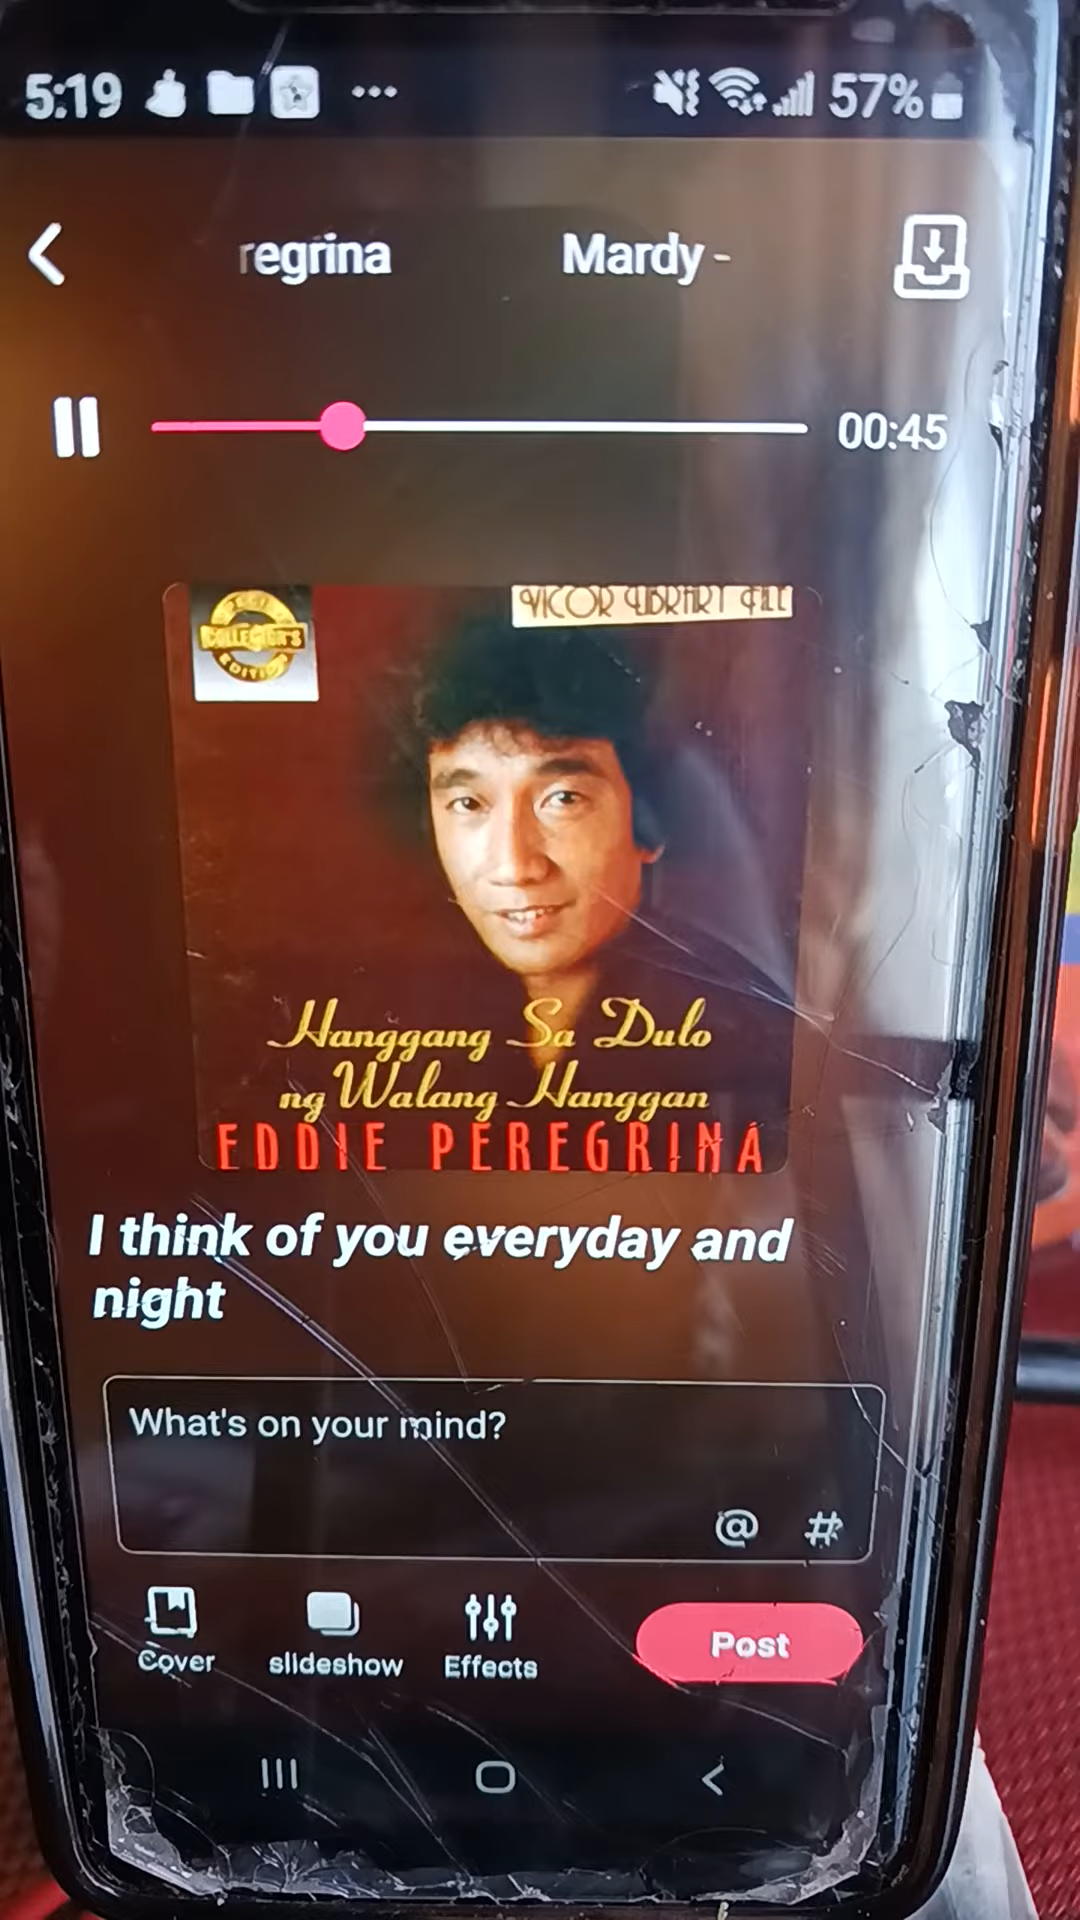 5:19 57%
regrina Mardy -
00:45
BEST
COLLECTOR'S
EDITION
VICOR LIBRARY FILE
Hanggang Sa Dulo
ng Walang Hanggan
EDDIE PEREGRINA
I think of you everyday and
night
What's on your mind?
@ #
Cover slideshow Effects Post